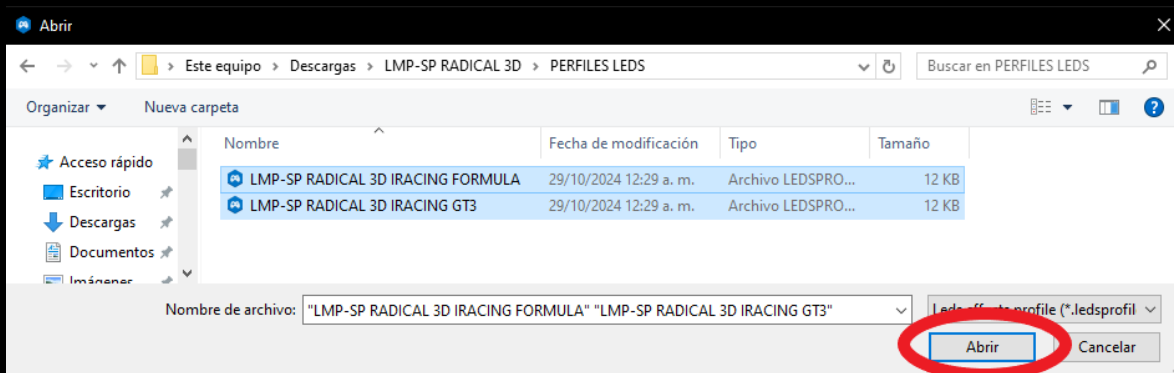 Abrir
Este equipo > Descargas > LMP-SP RADICAL 3D > PERFILES LEDS
Buscar en PERFILES LEDS
Organizar Nueva carpeta
Nombre Fecha de modificación Tipo Tamaño
Acceso rápido
Escritorio
Descargas
Documentos
Imágenes
LMP-SP RADICAL 3D IRACING FORMULA 29/10/2024 12:29 a. m. Archivo LEDSPRO... 12 KB
LMP-SP RADICAL 3D IRACING GT3 29/10/2024 12:29 a. m. Archivo LEDSPRO... 12 KB
Nombre de archivo: "LMP-SP RADICAL 3D IRACING FORMULA" "LMP-SP RADICAL 3D IRACING GT3"
profile (*.ledsprofil
Abrir Cancelar